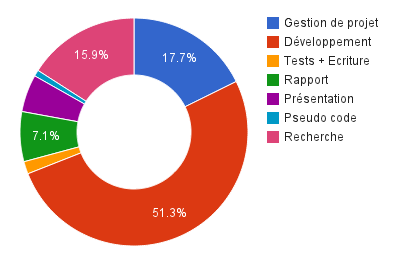 15.9%
17.7%
7.1%
51.3%
Gestion de projet
Développement
Tests + Ecriture
Rapport
Présentation
Pseudo code
Recherche